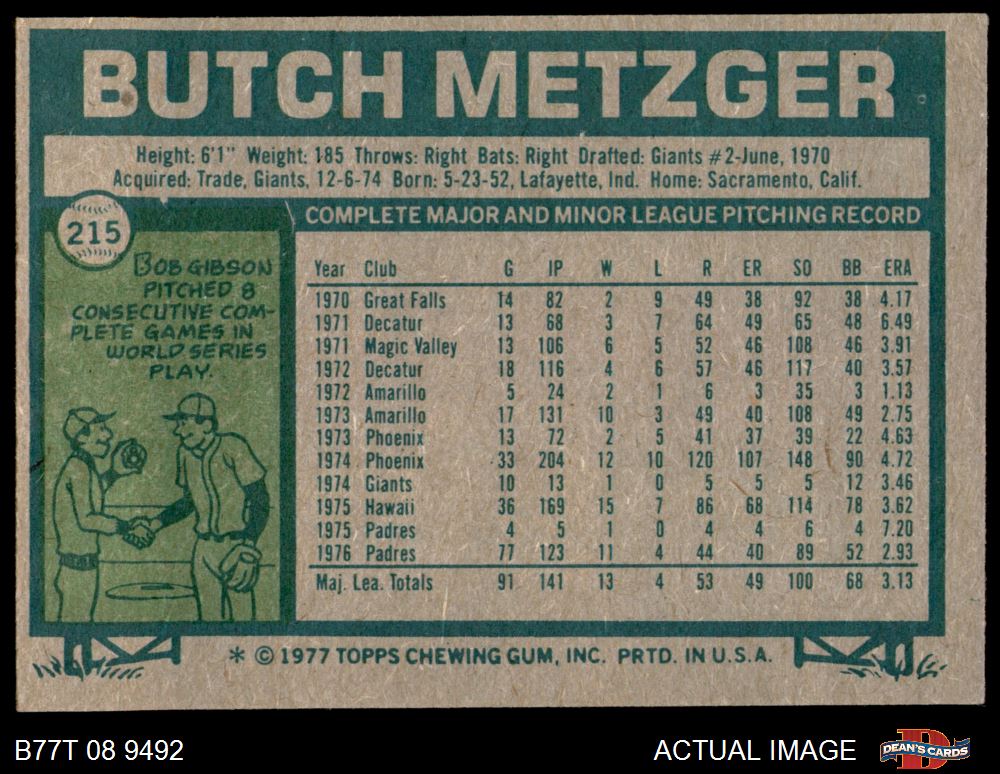 BUTCH METZGER
Height: 6'1" Weight: 185 Throws: Right Bats: Right Drafted: Giants #2-June, 1970
Acquired: Trade, Giants, 12-6-74 Born: 5-23-52, Lafayette, Ind. Home: Sacramento, Calif.
215
BOB GIBSON
PITCHED 8
CONSECUTIVE COM-
PLETE GAMES IN
WORLD SERIES
PLAY.
COMPLETE MAJOR AND MINOR LEAGUE PITCHING RECORD
Year Club G IP W L R ER SO BB ERA
1970 Great Falls 14 82 2 9 49 38 92 38 4.17
1971 Decatur 13 68 3 7 64 49 65 48 6.49
1971 Magic Valley 13 106 6 5 52 46 108 46 3.91
1972 Decatur 18 116 4 6 57 46 117 40 3.57
1972 Amarillo 5 24 2 1 6 3 35 3 1.13
1973 Amarillo 17 131 10 3 49 40 108 49 2.75
1973 Phoenix 13 72 2 5 41 37 39 22 4.63
1974 Phoenix 33 204 12 10 120 107 148 90 4.72
1974 Giants 10 13 1 0 5 5 5 12 3.46
1975 Hawaii 36 169 15 7 86 68 114 78 3.62
1975 Padres 4 5 1 0 4 4 6 4 7.20
1976 Padres 77 123 11 4 44 40 89 52 2.93
Maj. Lea. Totals 91 141 13 4 53 49 100 68 3.13
* © 1977 TOPPS CHEWING GUM, INC. PRTD. IN U.S.A.
B77T 08 9492
ACTUAL IMAGE
DEAN'S CARDS